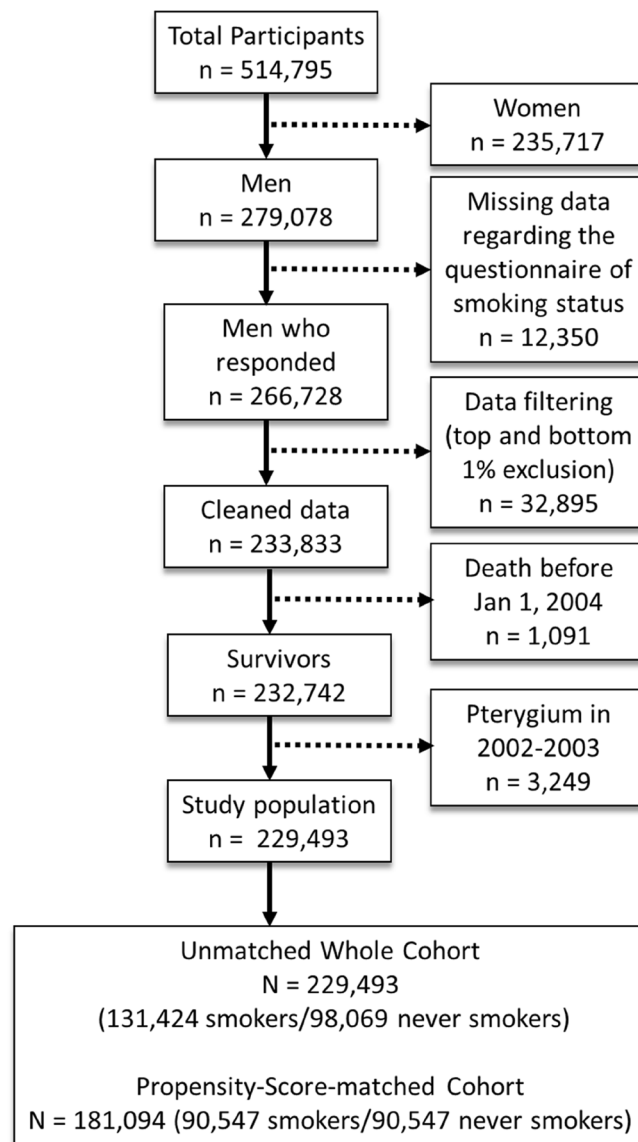 Total Participants
n = 514,795
Women
n = 235,717
Men
n = 279,078
Missing data
regarding the
questionnaire of
smoking status
n = 12,350
Men who
responded
n = 266,728
Data filtering
(top and bottom
1% exclusion)
n = 32,895
Cleaned data
n = 233,833
Death before
Jan 1, 2004
n = 1,091
Survivors
n = 232,742
Pterygium in
2002-2003
n = 3,249
Study population
n = 229,493
Unmatched Whole Cohort
N = 229,493
(131,424 smokers/98,069 never smokers)
Propensity-Score-matched Cohort
N = 181,094 (90,547 smokers/90,547 never smokers)